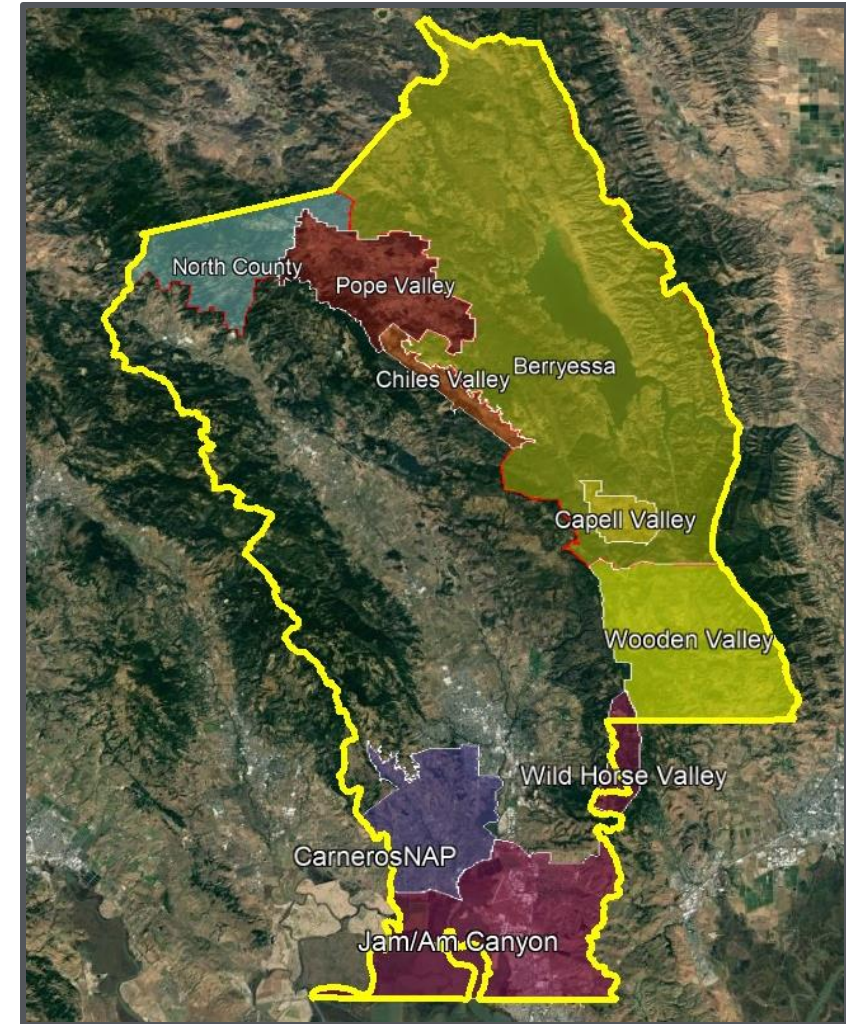 North County
Pope Valley
Chiles Valley
Berryessa
Capell Valley
Wooden Valley
Wild Horse Valley
CarnerosNAP
Jam/Am Canyon